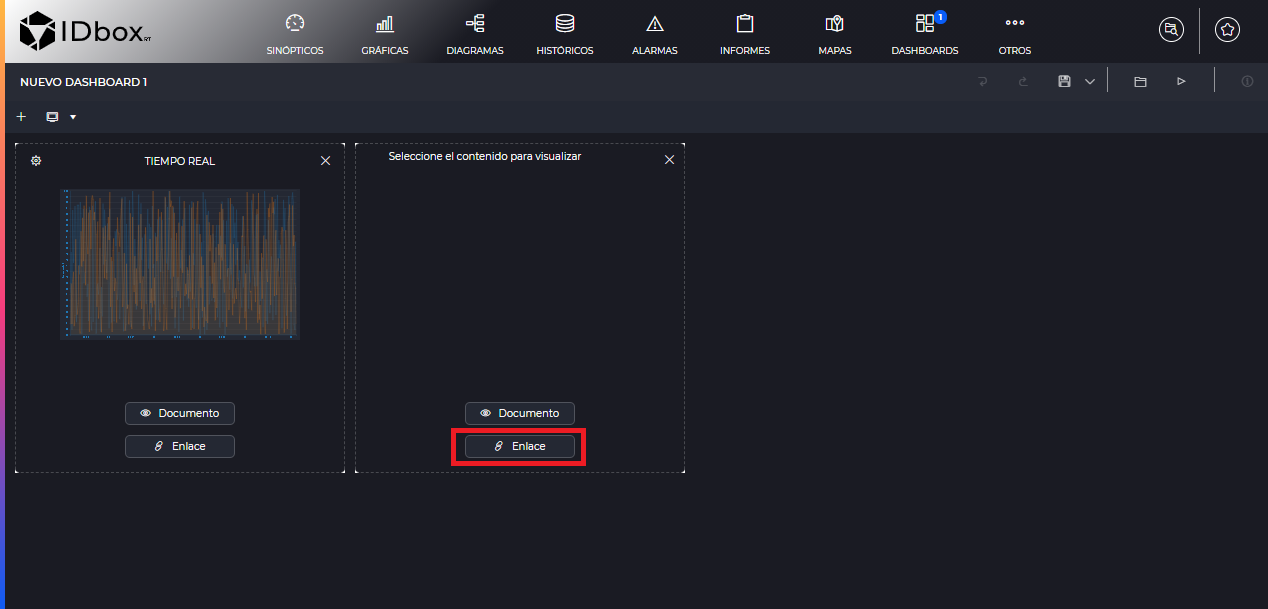 IDbox RT
SINÓPTICOS
GRÁFICAS
DIAGRAMAS
HISTÓRICOS
ALARMAS
INFORMES
MAPAS
1
DASHBOARDS
OTROS
NUEVO DASHBOARD 1
TIEMPO REAL
Seleccione el contenido para visualizar
Documento
Documento
Enlace
Enlace